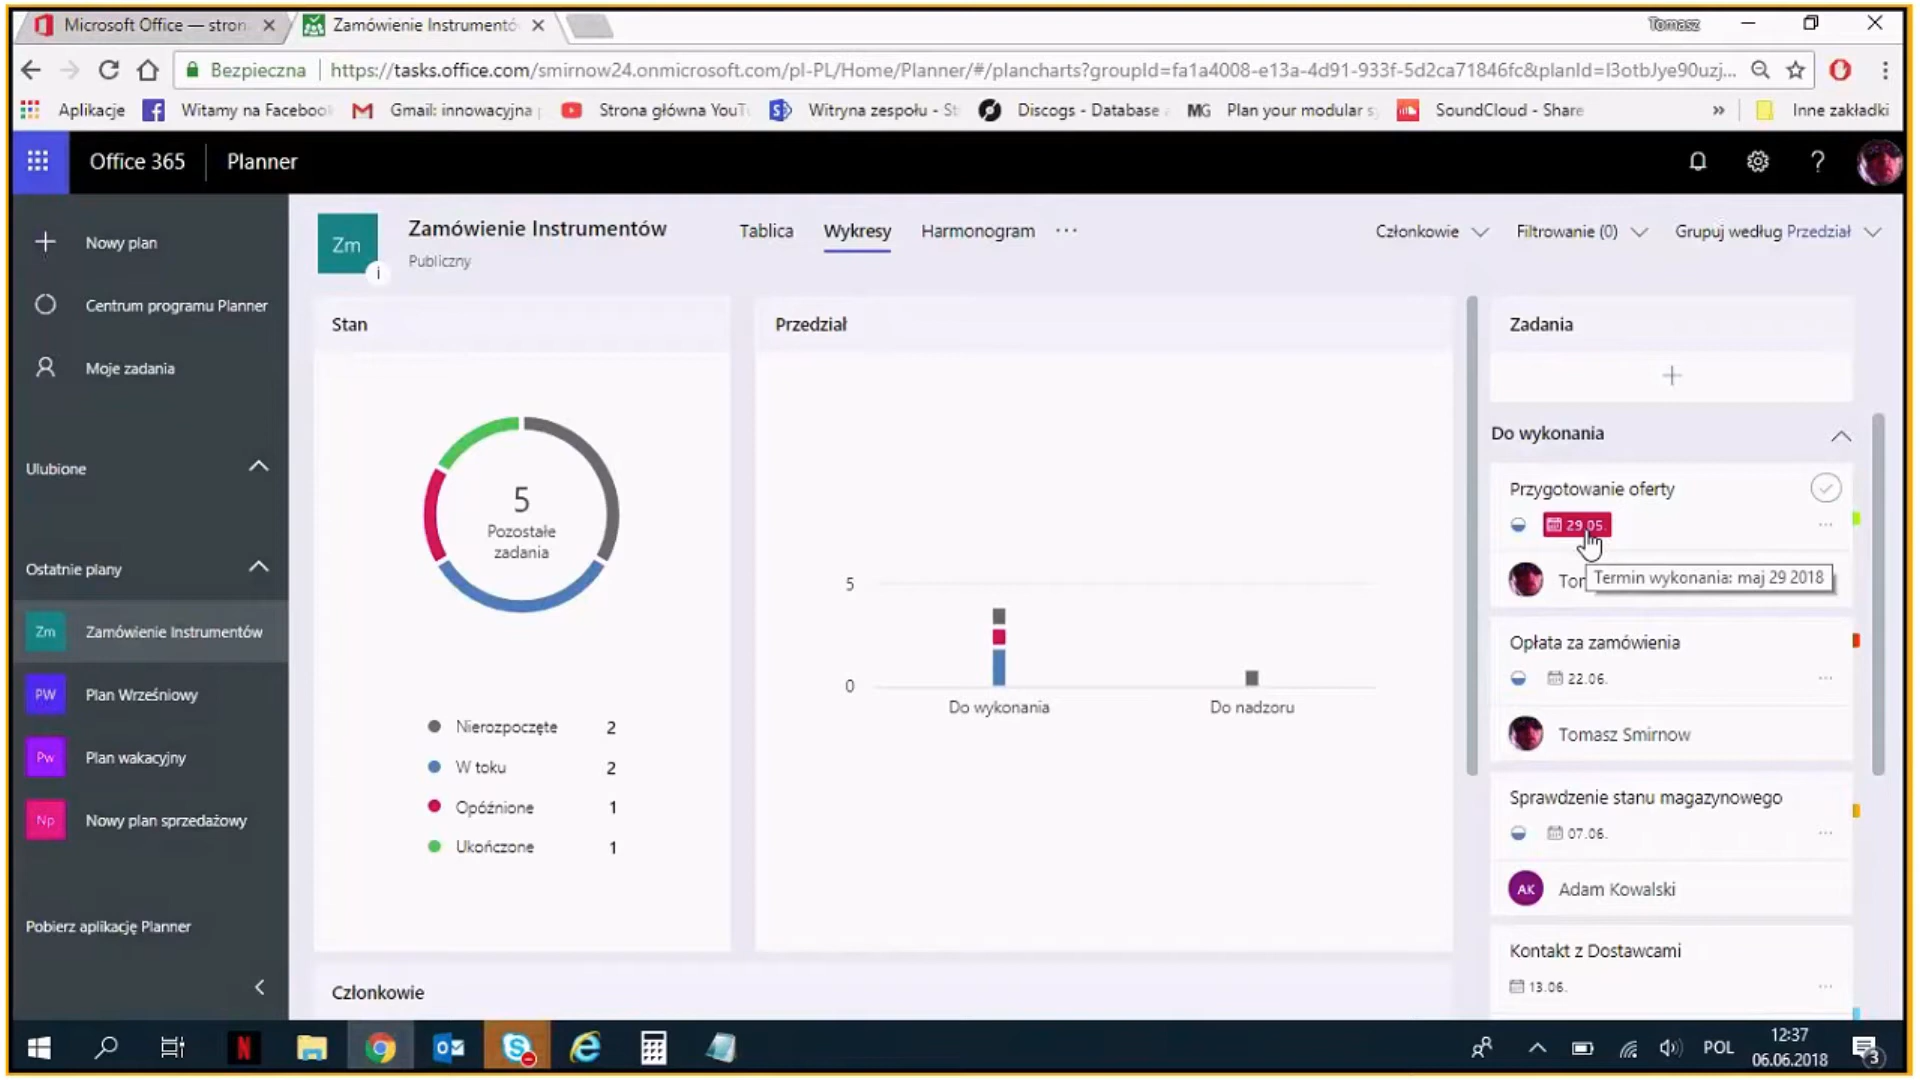 Microsoft Office — stron
Zamówienie Instrumentó
Tomasz
Bezpieczna
https://tasks.office.com/smirnow24.onmicrosoft.com/pl-PL/Home/Planner/#/plancharts?groupId=fa1a4008-e13a-4d91-933f-5d2ca71846fc&planId=I3otbJye90uzj...
Aplikacje
Witamy na Facebook
Gmail: innowacyjna
Strona główna YouT
Witryna zespołu - St
Discogs - Database
MG
Plan your modular sy
SoundCloud - Share
»
Inne zakładki
Office 365
Planner
?
Nowy plan
Centrum programu Planner
Moje zadania
Ulubione
Ostatnie plany
Zm
Zamówienie Instrumentów
PW
Plan Wrześniowy
Pw
Plan wakacyjny
Np
Nowy plan sprzedażowy
Pobierz aplikację Planner
Zm
i
Zamówienie Instrumentów
Publiczny
Tablica
Wykresy
Harmonogram
...
Członkowie
Filtrowanie (0)
Grupuj według Przedział
Stan
5
Pozostałe
zadania
Nierozpoczęte 2
W toku 2
Opóźnione 1
Ukończone 1
Przedział
5
0
Do wykonania
Do nadzoru
Członkowie
Zadania
+
Do wykonania
Przygotowanie oferty
29.05.
...
Tor
Termin wykonania: maj 29 2018
Opłata za zamówienia
22.06.
...
Tomasz Smirnow
Sprawdzenie stanu magazynowego
07.06.
...
AK
Adam Kowalski
Kontakt z Dostawcami
13.06.
...
N
POL
12:37
06.06.2018
3